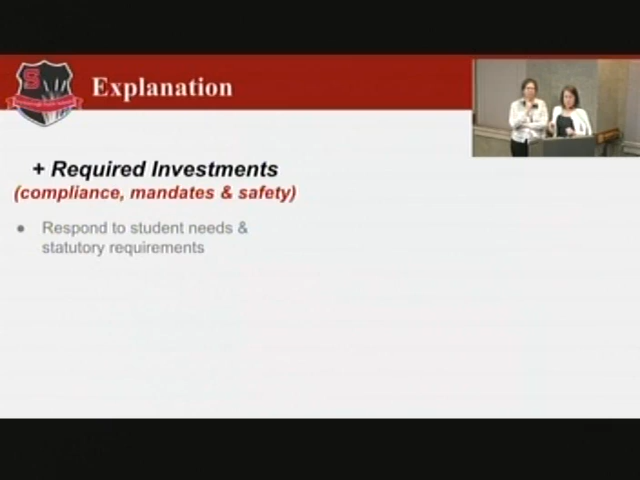 S
Explanation
+ Required Investments
(compliance, mandates & safety)
● Respond to student needs &
statutory requirements